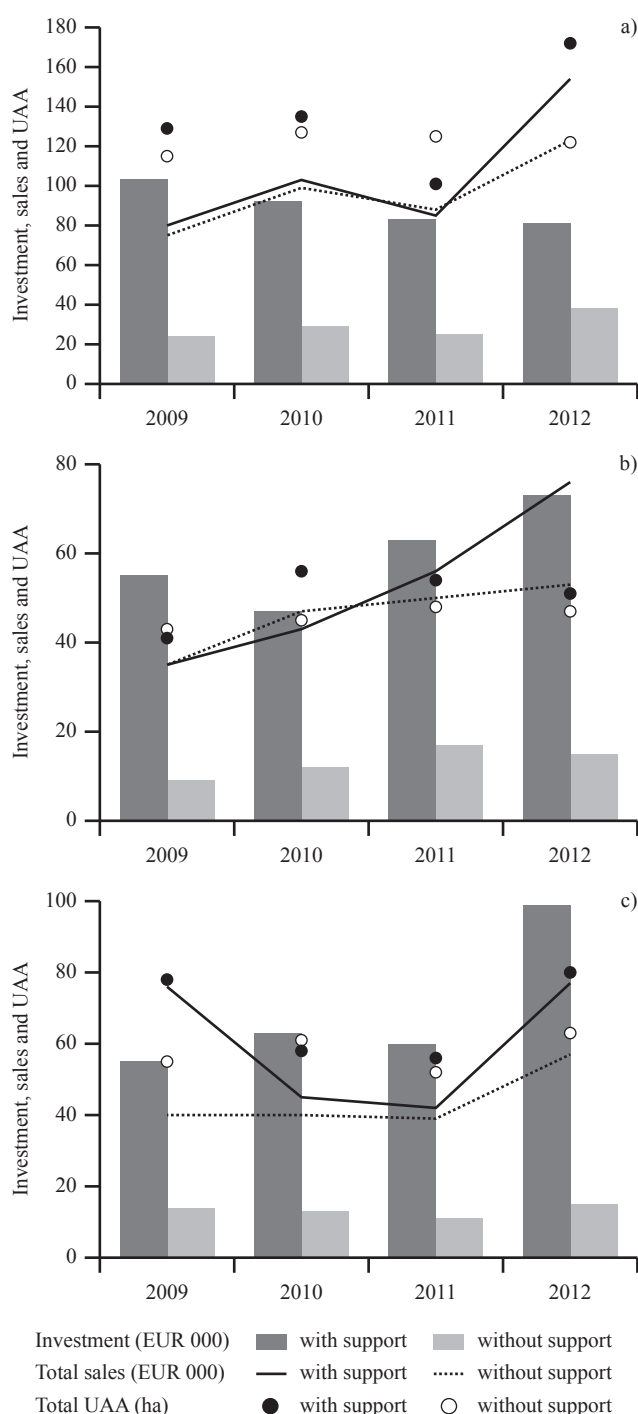 a)
180
160
140
120
100
80
60
40
20
0
Investment, sales and UAA
2009 2010 2011 2012
b)
80
60
40
20
0
Investment, sales and UAA
2009 2010 2011 2012
c)
100
80
60
40
20
0
Investment, sales and UAA
2009 2010 2011 2012
Investment (EUR 000) with support without support
Total sales (EUR 000) with support without support
Total UAA (ha) with support without support